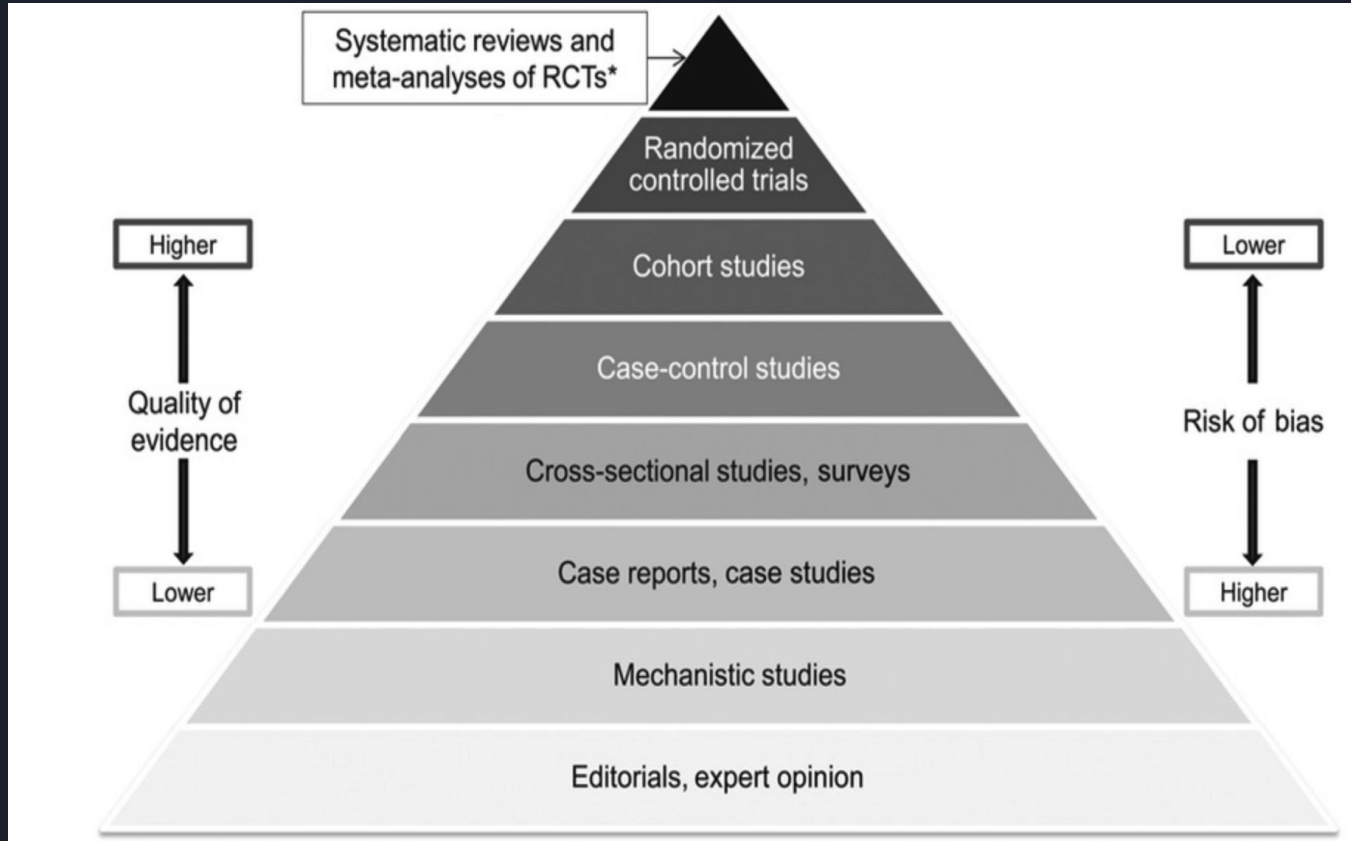 Systematic reviews and
meta-analyses of RCTs*
Randomized
controlled trials
Higher
Lower
Cohort studies
Case-control studies
Quality of
evidence
Risk of bias
Cross-sectional studies, surveys
Case reports, case studies
Lower
Higher
Mechanistic studies
Editorials, expert opinion